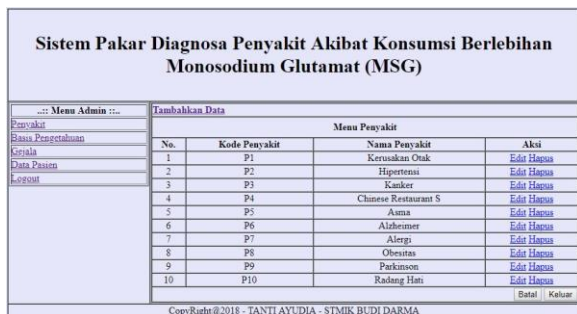 Sistem Pakar Diagnosa Penyakit Akibat Konsumsi Berlebihan
Monosodium Glutamat (MSG)
..:: Menu Admin ::..
Penyakit
Basis Pengetahuan
Gejala
Data Pasien
Logout
Tambahkan Data
Menu Penyakit
No. Kode Penyakit Nama Penyakit Aksi
1 P1 Kerusakan Otak Edit Hapus
2 P2 Hipertensi Edit Hapus
3 P3 Kanker Edit Hapus
4 P4 Chinese Restaurant S Edit Hapus
5 P5 Asma Edit Hapus
6 P6 Alzheimer Edit Hapus
7 P7 Alergi Edit Hapus
8 P8 Obesitas Edit Hapus
9 P9 Parkinson Edit Hapus
10 P10 Radang Hati Edit Hapus
Batal Keluar
CopyRight@2018 - TANTI AYUDIA - STMIK BUDI DARMA